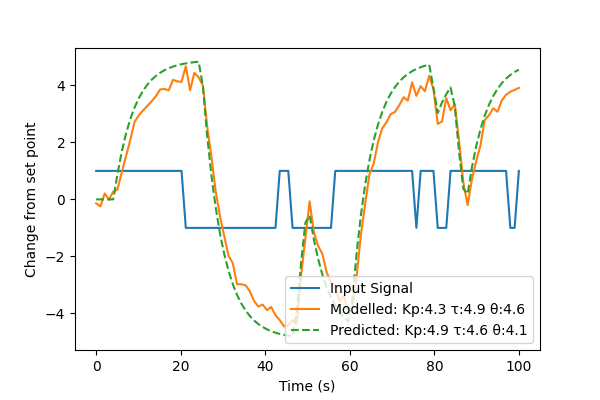 4
2
0
−2
−4
Change from set point
Input Signal
Modelled: Kp:4.3 τ:4.9 θ:4.6
Predicted: Kp:4.9 τ:4.6 θ:4.1
0 20 40 60 80 100
Time (s)